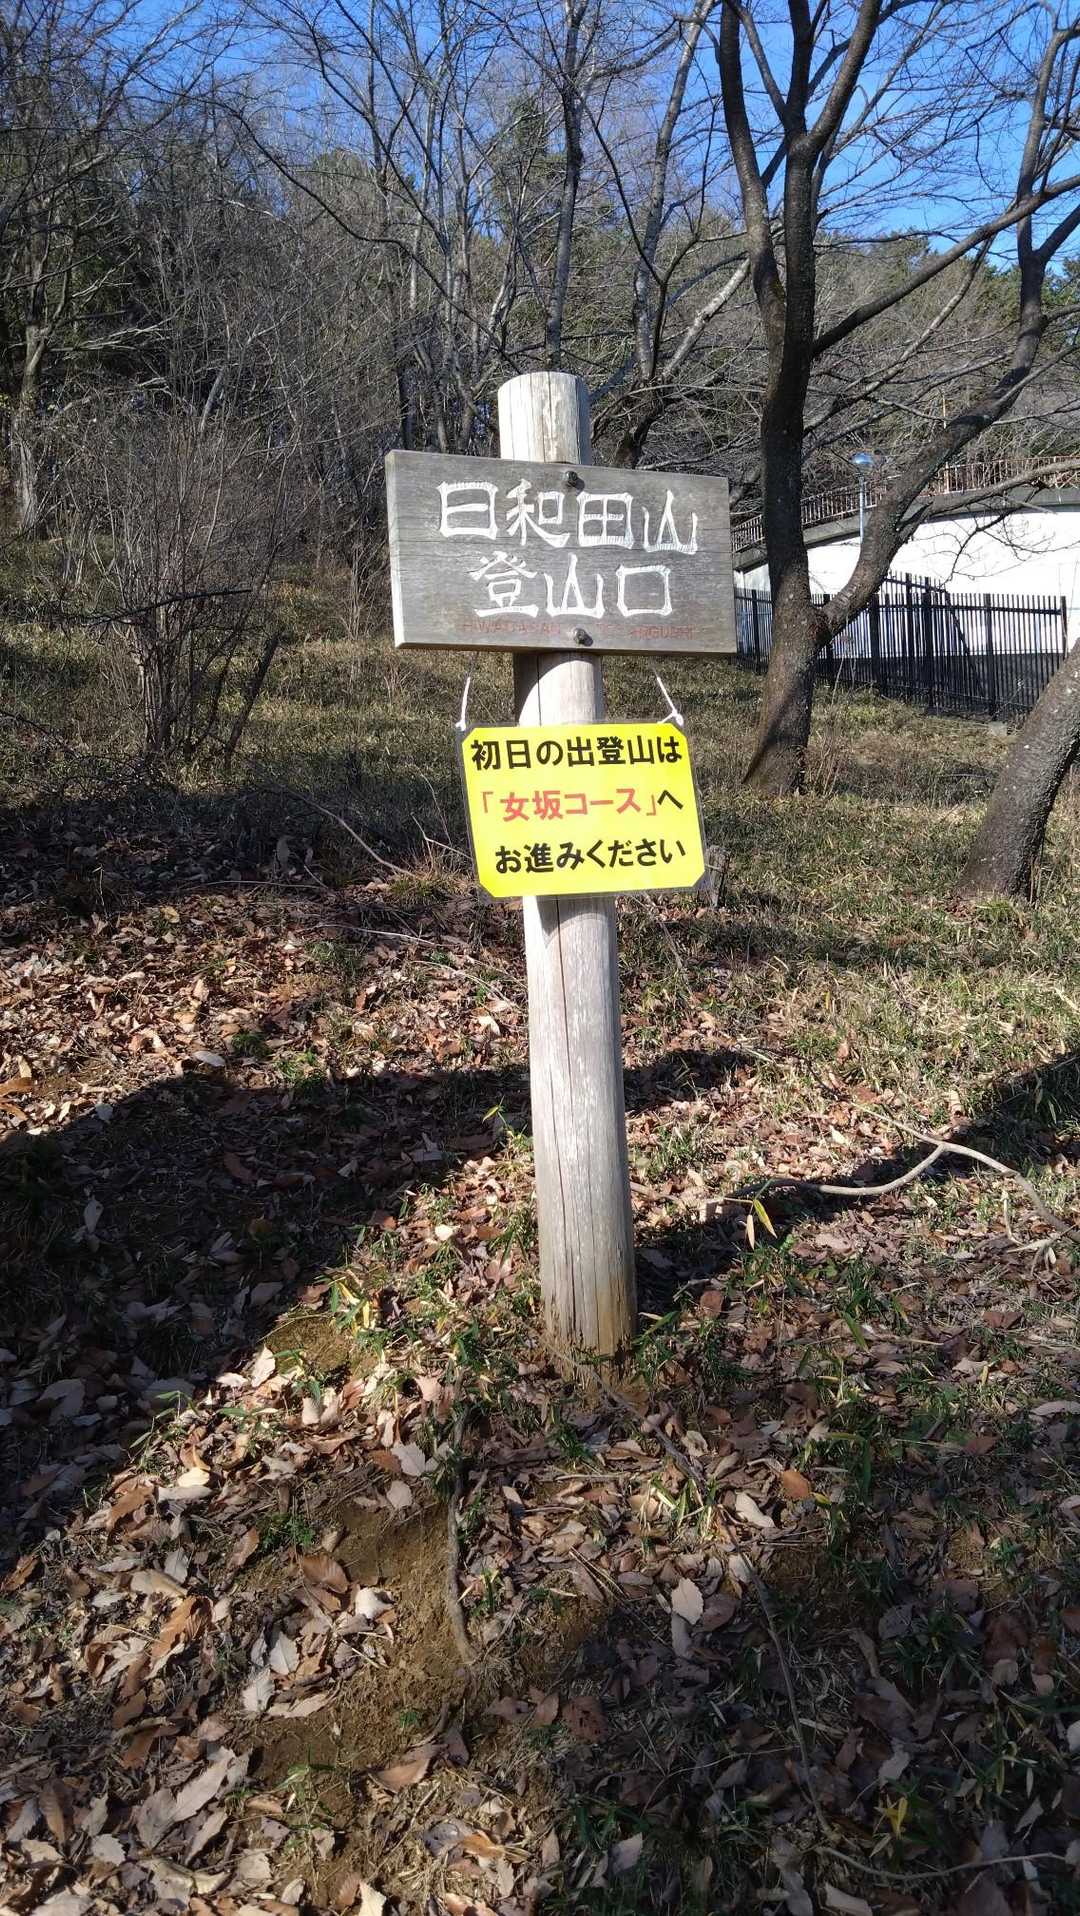 日和田山
登山口
初日の出登山は
「女坂コース」へ
お進みください